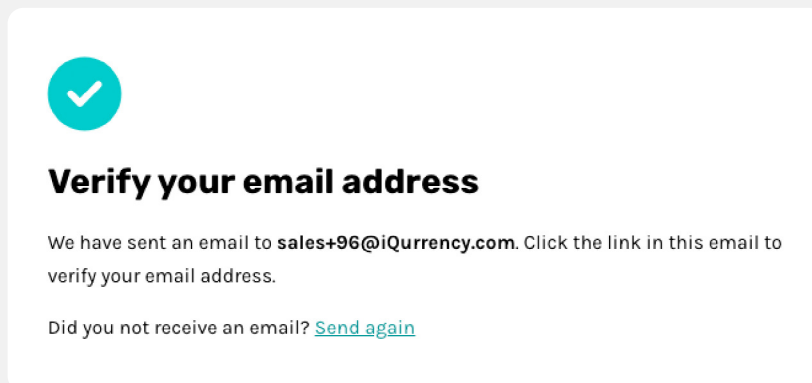 Verify your email address
We have sent an email to sales+96@iQurrency.com. Click the link in this email to
verify your email address.
Did you not receive an email? Send again